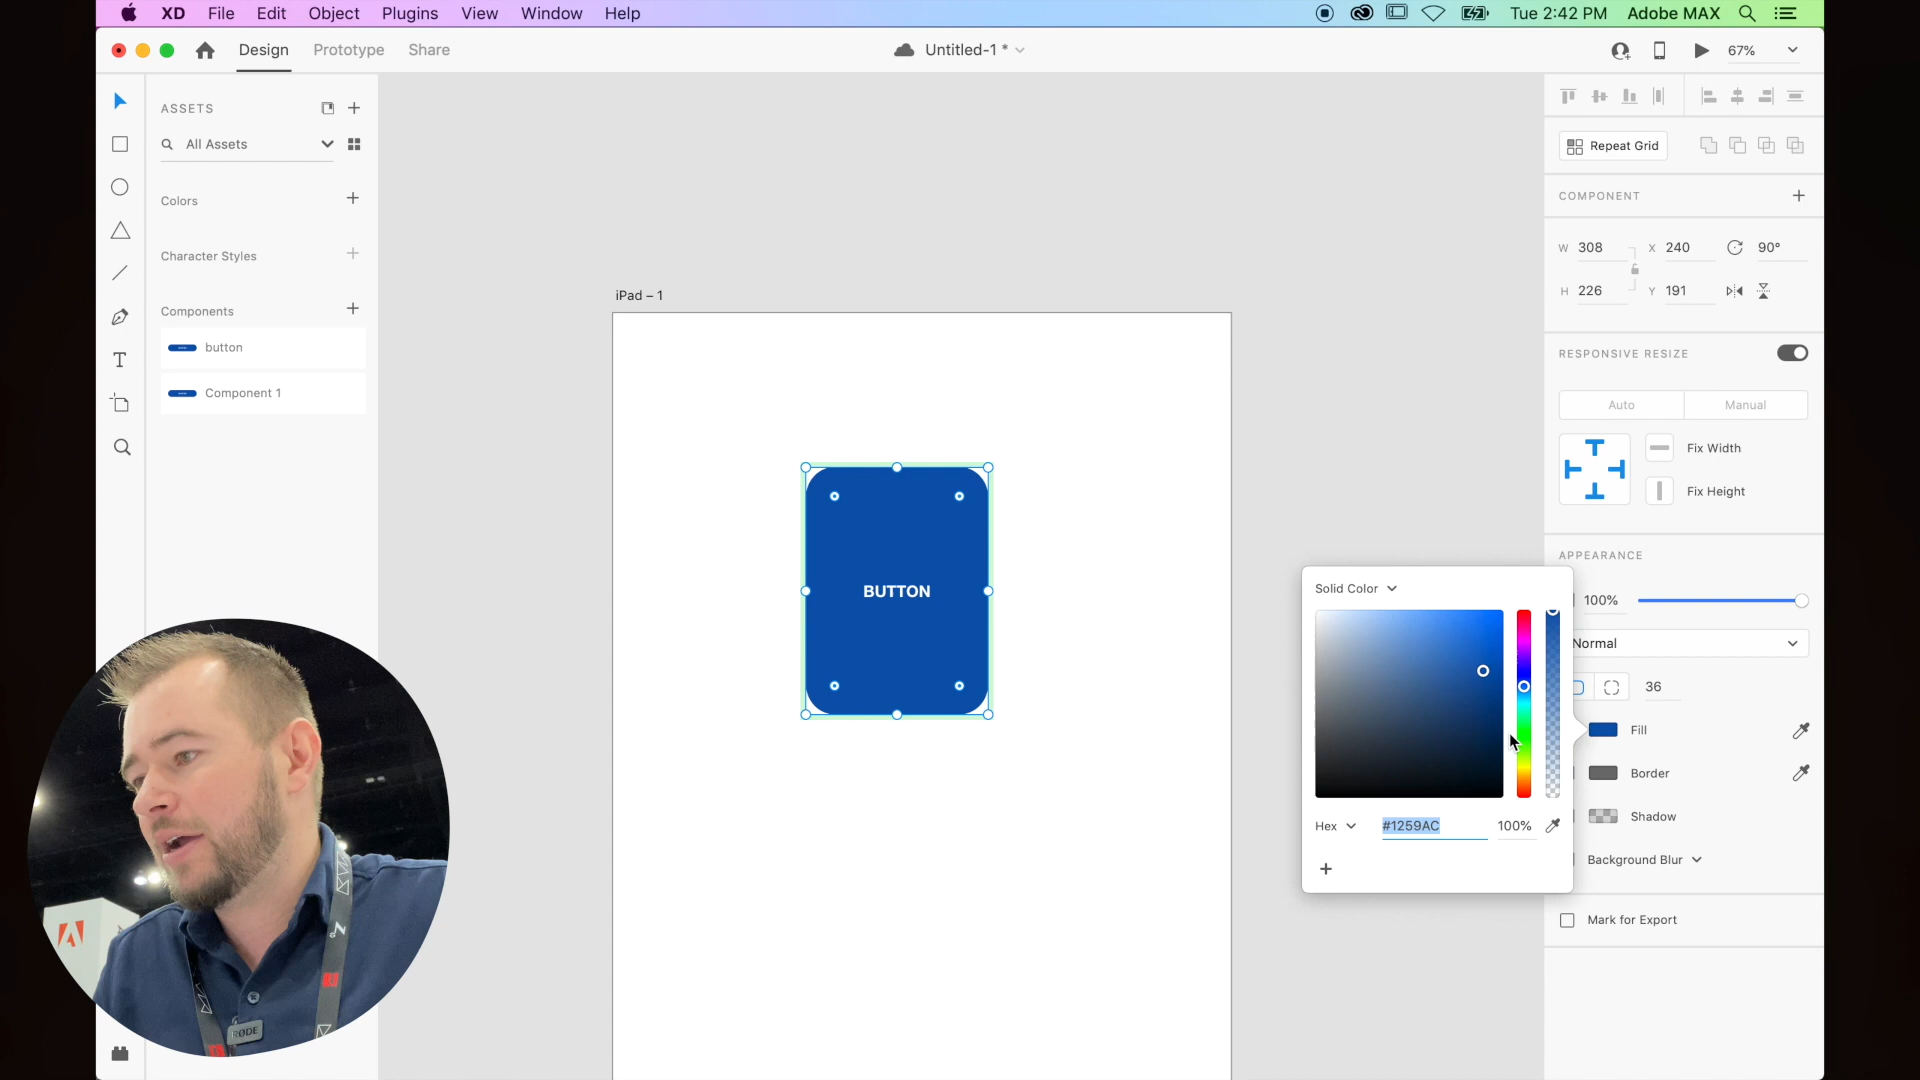 XD File Edit Object Plugins View Window Help Tue 2:42 PM Adobe MAX
Design Prototype Share Untitled-1 * 67%
ASSETS
All Assets
Repeat Grid
Colors
COMPONENT
Character Styles
W 308 X 240 90°
H 226 Y 191
iPad – 1
Components
button
RESPONSIVE RESIZE
Component 1
Auto Manual
Fix Width
Fix Height
APPEARANCE
BUTTON
Solid Color
100%
Normal
36
Fill
Border
Hex #1259AC 100%
Shadow
Background Blur
Mark for Export
RØDE